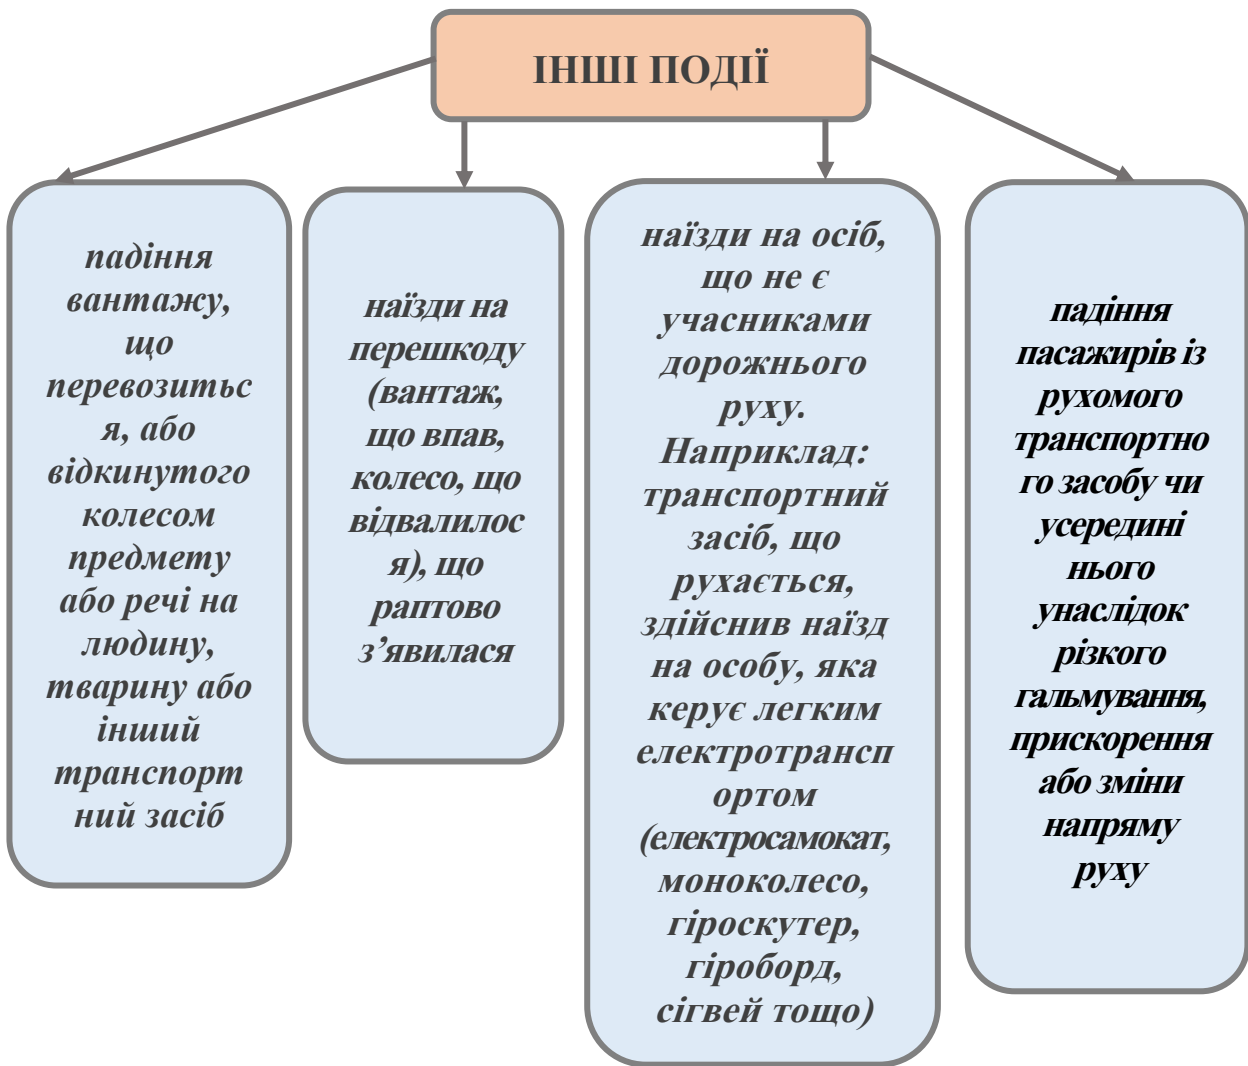 ІНШІ ПОДІЇ
падіння
вантажу,
що
перевозитьс
я, або
відкинутого
колесом
предмету
або речі на
людину,
тварину або
інший
транспорт
ний засіб
наїзди на
перешкоду
(вантаж,
що впав,
колесо, що
відвалилос
я), що
раптово
з’явилася
наїзди на осіб,
що не є
учасниками
дорожнього
руху.
Наприклад:
транспортний
засіб, що
рухається,
здійснив наїзд
на особу, яка
керує легким
електротрансп
ортом
(електросамокат,
моноколесо,
гіроскутер,
гіроборд,
сігвей тощо)
падіння
пасажирів із
рухомого
транспортно
го засобу чи
усередині
нього
унаслідок
різкого
гальмування,
прискорення
або зміни
напряму
руху